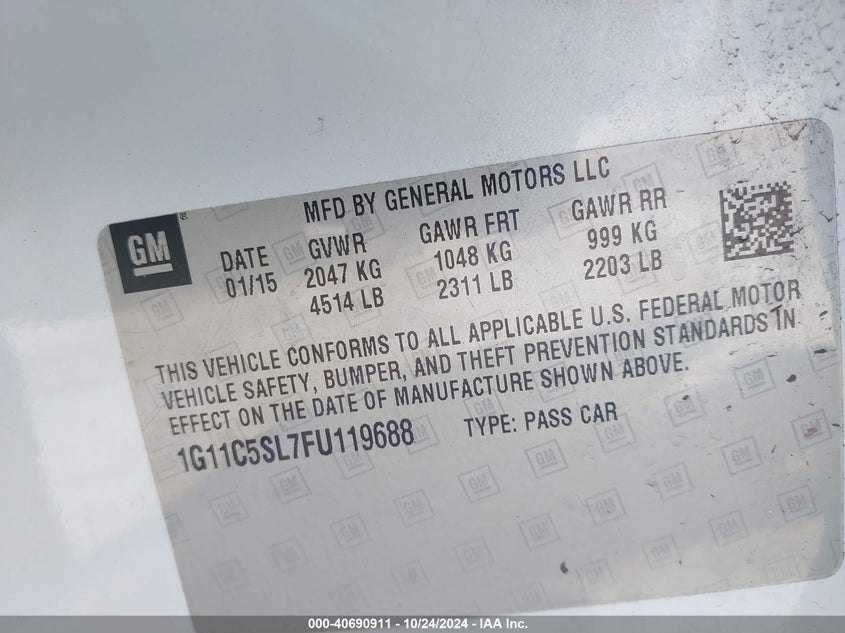 MFD BY GENERAL MOTORS LLC
GM
DATE GVWR GAWR FRT GAWR RR
01/15 2047 KG 1048 KG 999 KG
4514 LB 2311 LB 2203 LB
THIS VEHICLE CONFORMS TO ALL APPLICABLE U.S. FEDERAL MOTOR
VEHICLE SAFETY, BUMPER, AND THEFT PREVENTION STANDARDS IN
EFFECT ON THE DATE OF MANUFACTURE SHOWN ABOVE.
1G11C5SL7FU119688 TYPE: PASS CAR
000-40690911 - 10/24/2024 - IAA Inc.